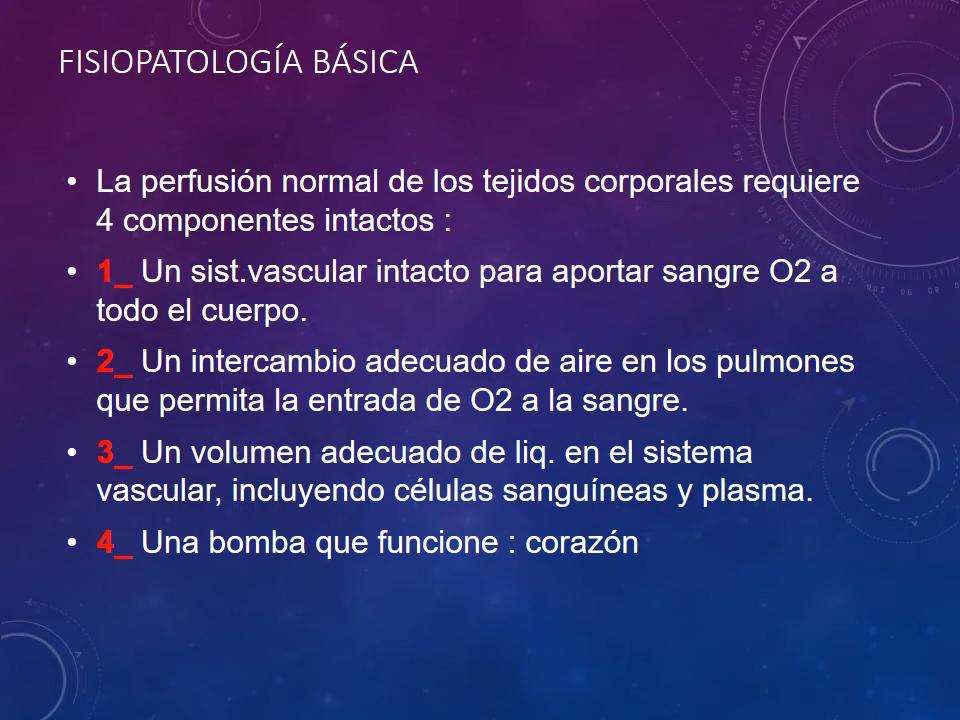 FISIOPATOLOGÍA BÁSICA
• La perfusión normal de los tejidos corporales requiere
4 componentes intactos :
• 1_ Un sist.vascular intacto para aportar sangre O2 a
todo el cuerpo.
• 2_ Un intercambio adecuado de aire en los pulmones
que permita la entrada de O2 a la sangre.
• 3_ Un volumen adecuado de liq. en el sistema
vascular, incluyendo células sanguíneas y plasma.
• 4_ Una bomba que funcione : corazón